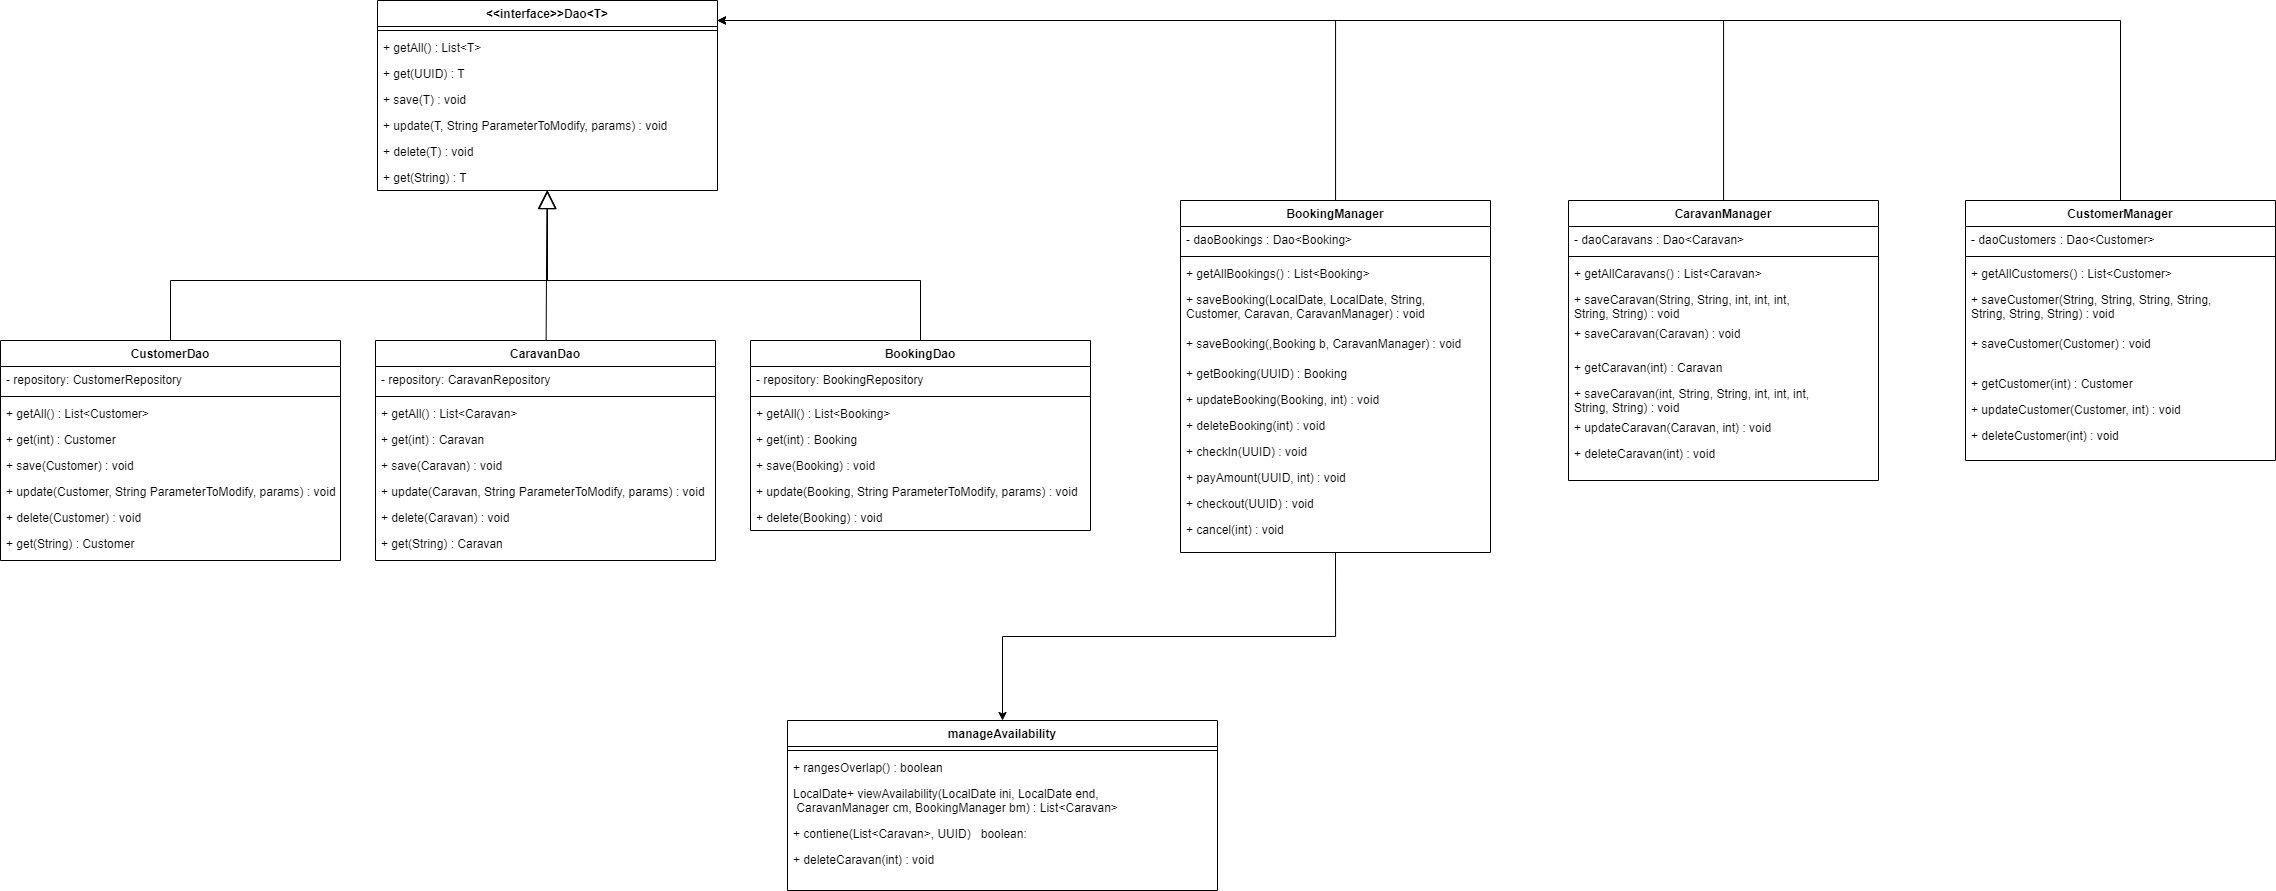 <<interface>>Dao<T>
+ getAll() : List<T>
+ get(UUID) : T
+ save(T) : void
+ update(T, String ParameterToModify, params) : void
+ delete(T) : void
+ get(String) : T
CustomerDao
- repository: CustomerRepository
+ getAll() : List<Customer>
+ get(int) : Customer
+ save(Customer) : void
+ update(Customer, String ParameterToModify, params) : void
+ delete(Customer) : void
+ get(String) : Customer
CaravanDao
- repository: CaravanRepository
+ getAll() : List<Caravan>
+ get(int) : Caravan
+ save(Caravan) : void
+ update(Caravan, String ParameterToModify, params) : void
+ delete(Caravan) : void
+ get(String) : Caravan
BookingDao
- repository: BookingRepository
+ getAll() : List<Booking>
+ get(int) : Booking
+ save(Booking) : void
+ update(Booking, String ParameterToModify, params) : void
+ delete(Booking) : void
BookingManager
- daoBookings : Dao<Booking>
+ getAllBookings() : List<Booking>
+ saveBooking(LocalDate, LocalDate, String,
Customer, Caravan, CaravanManager) : void
+ saveBooking(,Booking b, CaravanManager) : void
+ getBooking(UUID) : Booking
+ updateBooking(Booking, int) : void
+ deleteBooking(int) : void
+ checkIn(UUID) : void
+ payAmount(UUID, int) : void
+ checkout(UUID) : void
+ cancel(int) : void
CaravanManager
- daoCaravans : Dao<Caravan>
+ getAllCaravans() : List<Caravan>
+ saveCaravan(String, String, int, int, int,
String, String) : void
+ saveCaravan(Caravan) : void
+ getCaravan(int) : Caravan
+ saveCaravan(int, String, String, int, int, int,
String, String) : void
+ updateCaravan(Caravan, int) : void
+ deleteCaravan(int) : void
CustomerManager
- daoCustomers : Dao<Customer>
+ getAllCustomers() : List<Customer>
+ saveCustomer(String, String, String, String,
String, String, String) : void
+ saveCustomer(Customer) : void
+ getCustomer(int) : Customer
+ updateCustomer(Customer, int) : void
+ deleteCustomer(int) : void
manageAvailability
+ rangesOverlap() : boolean
LocalDate+ viewAvailability(LocalDate ini, LocalDate end,
CaravanManager cm, BookingManager bm) : List<Caravan>
+ contiene(List<Caravan>, UUID) boolean:
+ deleteCaravan(int) : void